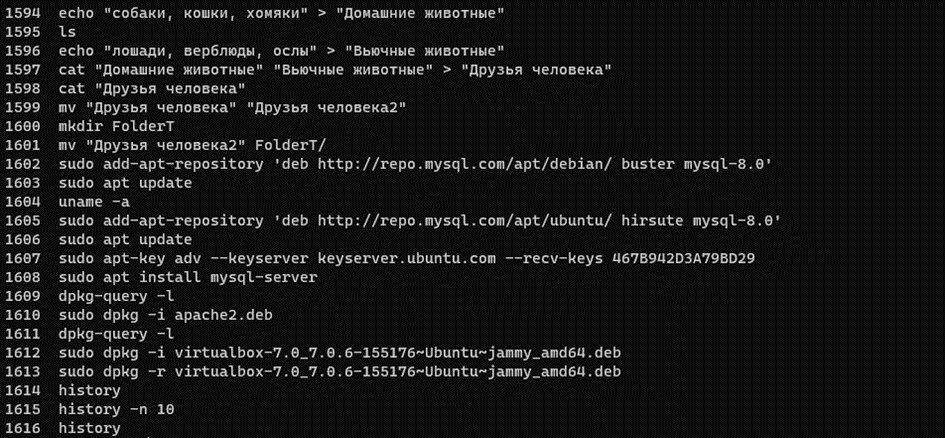 1594 echo "собаки, кошки, хомяки" > "Домашние животные"
1595 ls
1596 echo "лошади, верблюды, ослы" > "Вьючные животные"
1597 cat "Домашние животные" "Вьючные животные" > "Друзья человека"
1598 cat "Друзья человека"
1599 mv "Друзья человека" "Друзья человека2"
1600 mkdir FolderT
1601 mv "Друзья человека2" FolderT/
1602 sudo add-apt-repository 'deb http://repo.mysql.com/apt/debian/ buster mysql-8.0'
1603 sudo apt update
1604 uname -a
1605 sudo add-apt-repository 'deb http://repo.mysql.com/apt/ubuntu/ hirsute mysql-8.0'
1606 sudo apt update
1607 sudo apt-key adv --keyserver keyserver.ubuntu.com --recv-keys 467B942D3A79BD29
1608 sudo apt install mysql-server
1609 dpkg-query -l
1610 sudo dpkg -i apache2.deb
1611 dpkg-query -l
1612 sudo dpkg -i virtualbox-7.0_7.0.6-155176~Ubuntu~jammy_amd64.deb
1613 sudo dpkg -r virtualbox-7.0_7.0.6-155176~Ubuntu~jammy_amd64.deb
1614 history
1615 history -n 10
1616 history